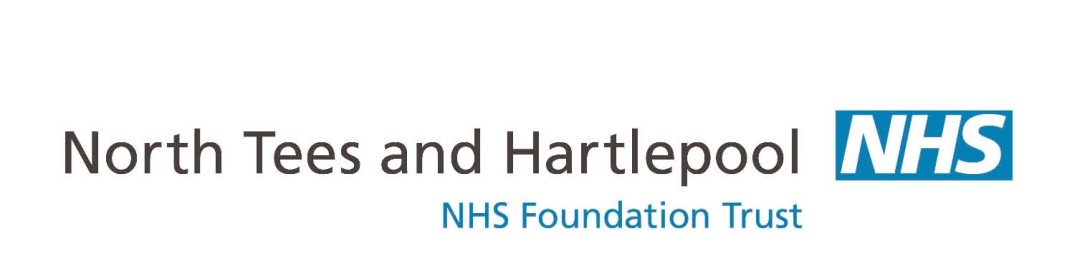 North Tees and Hartlepool NHS
NHS Foundation Trust